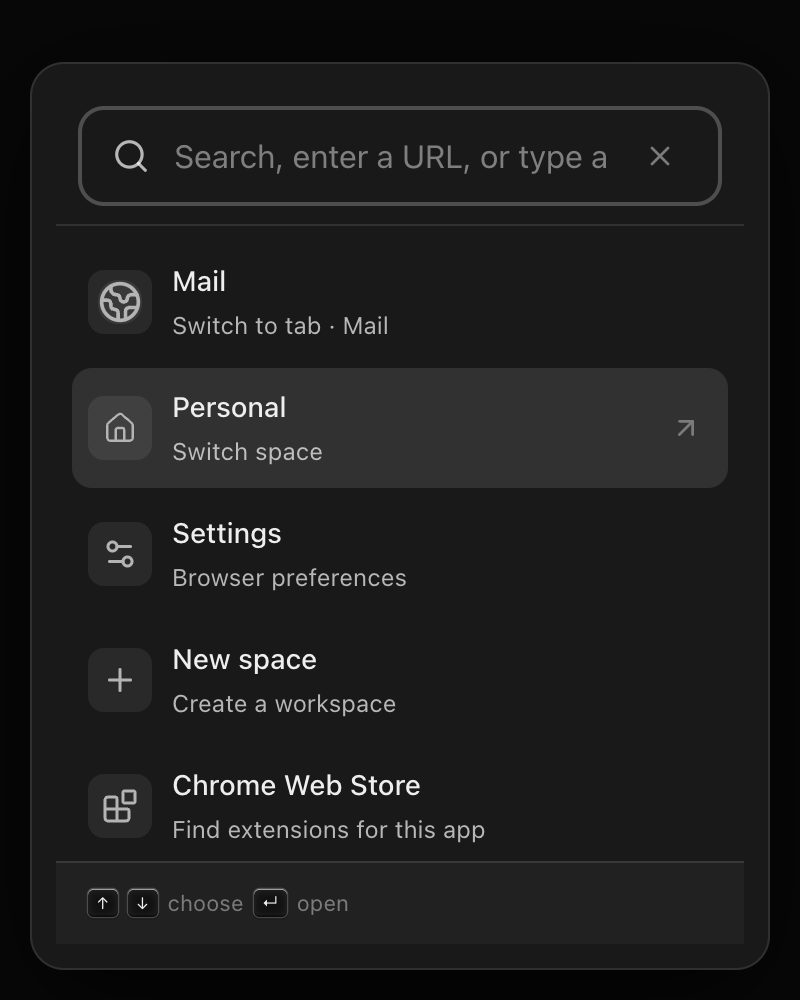 Search, enter a URL, or type a
Mail
Switch to tab · Mail
Personal
Switch space
Settings
Browser preferences
New space
Create a workspace
Chrome Web Store
Find extensions for this app
↑ ↓ choose ↵ open